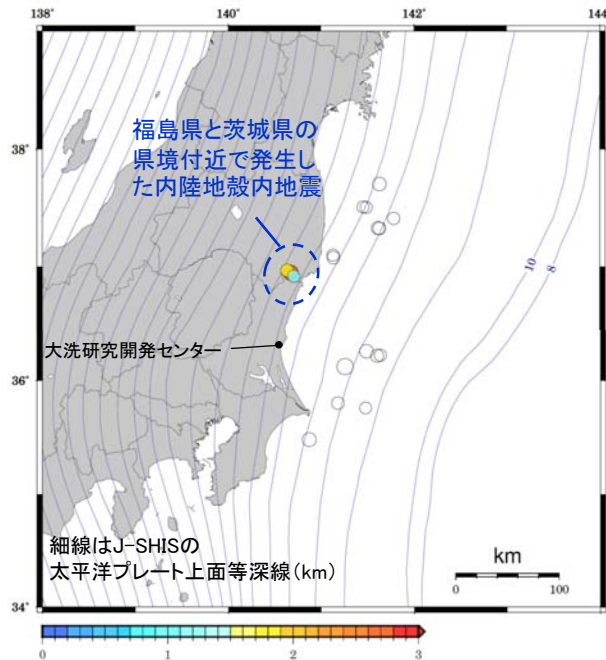 138˚ 140˚ 142˚ 144
38˚
福島県と茨城県の
県境付近で発生し
た内陸地殻内地震
10
8
大洗研究開発センター
36˚
細線はJ-SHISの
太平洋プレート上面等深線(km)
km
0 100
34˚
0 1 2 3